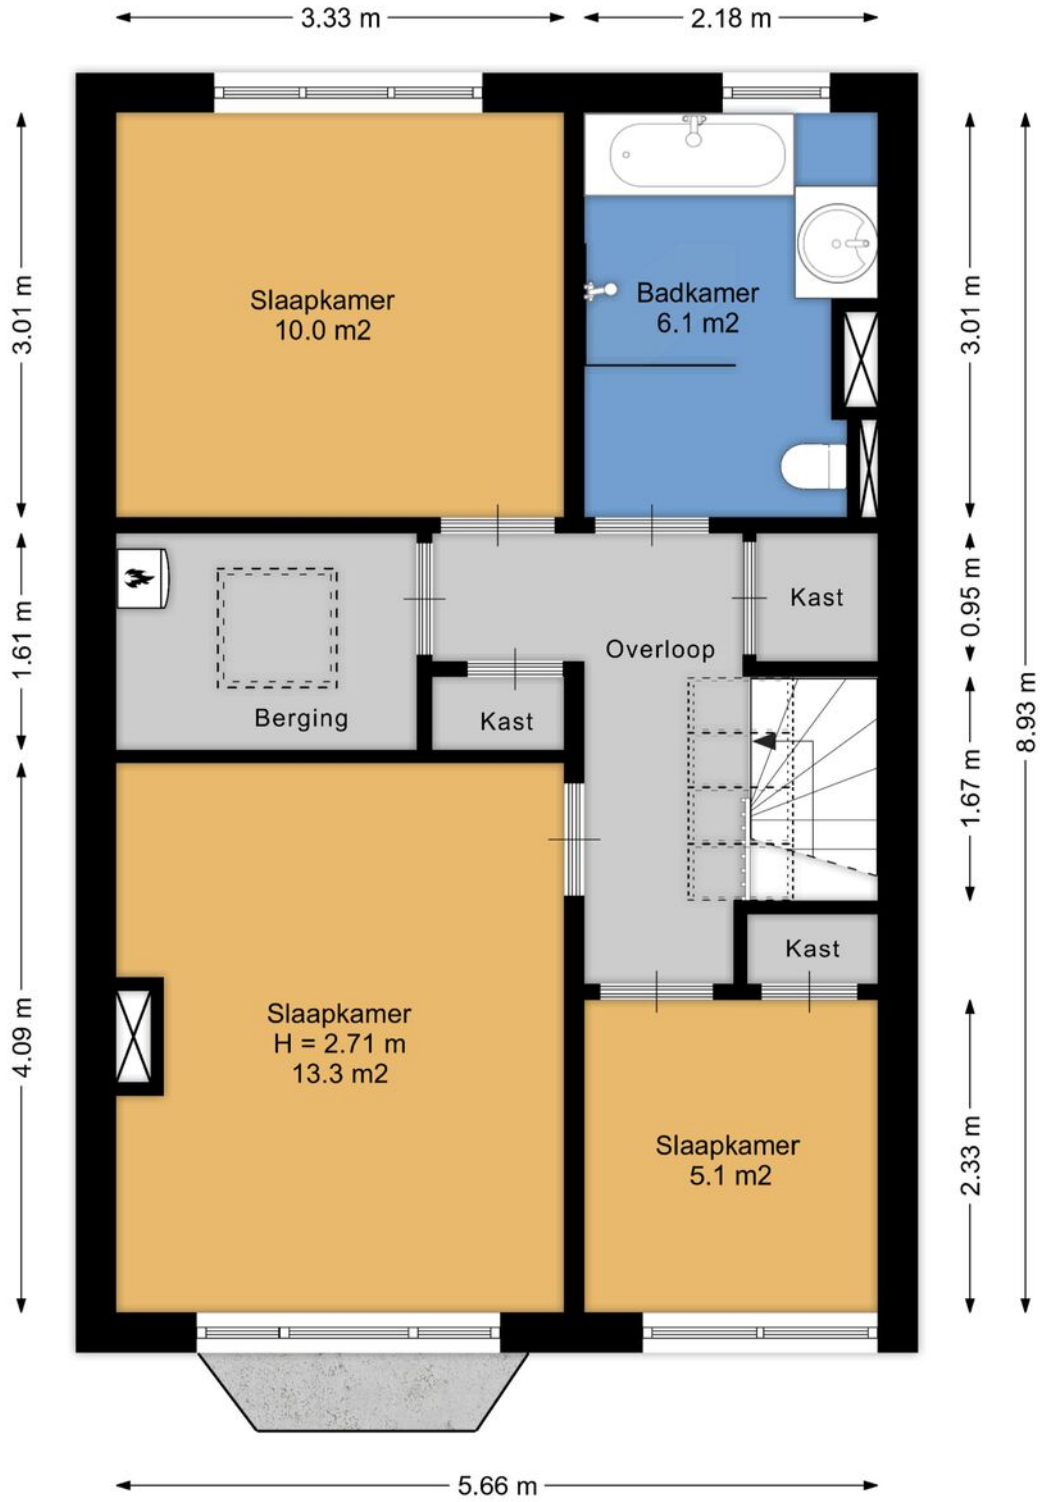 3.33 m
2.18 m
3.01 m
Slaapkamer
10.0 m2
Badkamer
6.1 m2
3.01 m
1.61 m
Berging
Kast
Overloop
Kast
0.95 m
8.93 m
1.67 m
4.09 m
Slaapkamer
H = 2.71 m
13.3 m2
Kast
Slaapkamer
5.1 m2
2.33 m
5.66 m